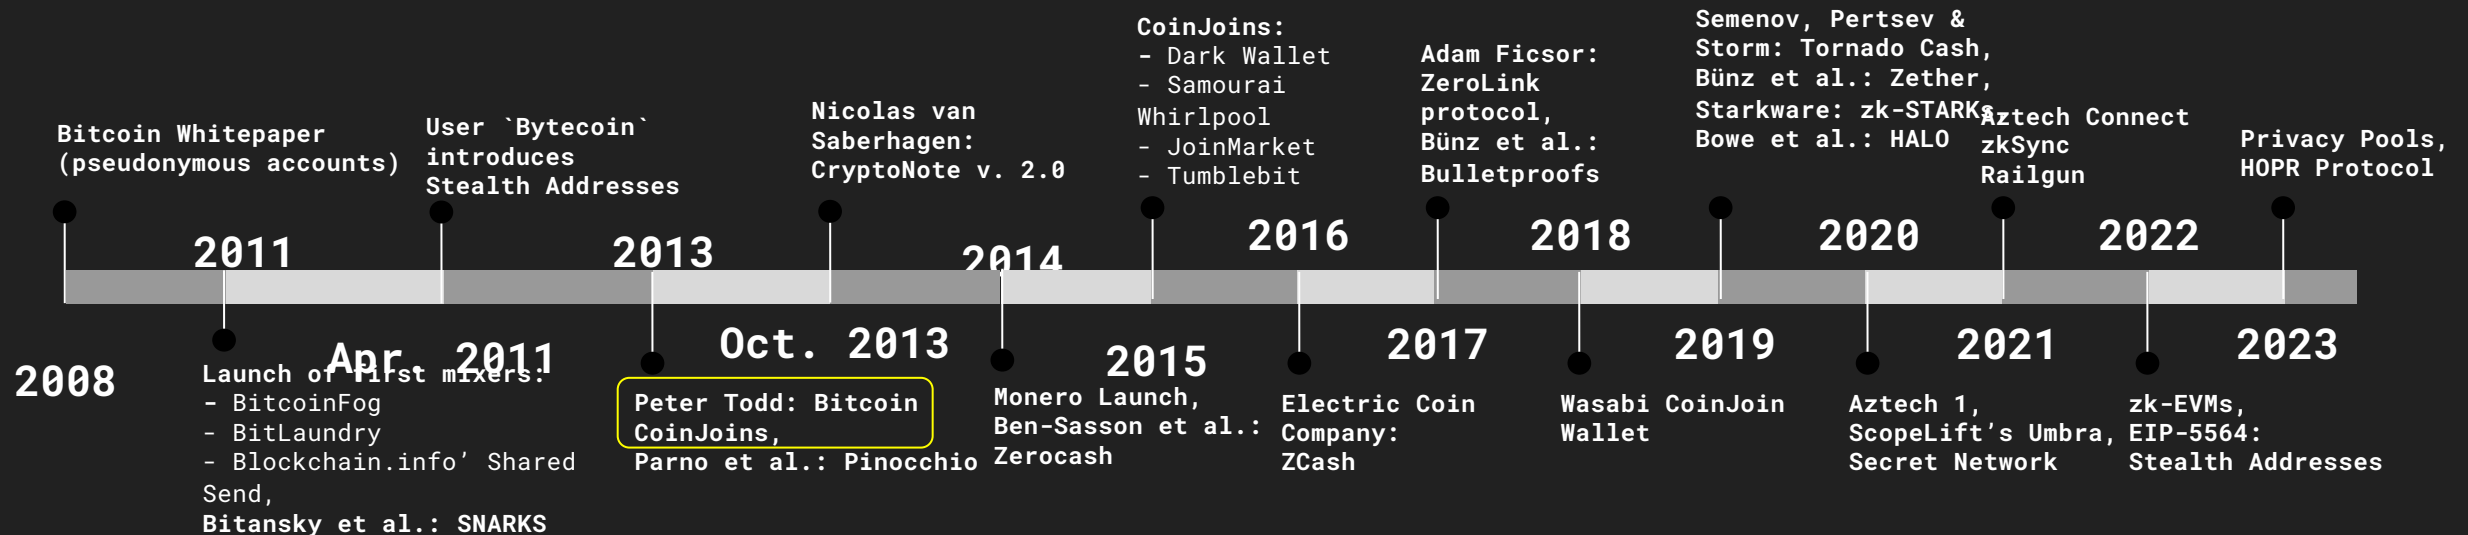 Bitcoin Whitepaper
(pseudonymous accounts)
2008
2011
Launch of first mixers:
- BitcoinFog
- BitLaundry
- Blockchain.info’ Shared
Send,
Bitansky et al.: SNARKS
User `Bytecoin`
introduces
Stealth Addresses
Apr. 2011
2013
Peter Todd: Bitcoin
CoinJoins,
Parno et al.: Pinocchio
Nicolas van
Saberhagen:
CryptoNote v. 2.0
Oct. 2013
2014
Monero Launch,
Ben-Sasson et al.:
Zerocash
CoinJoins:
- Dark Wallet
- Samourai
Whirlpool
- JoinMarket
- Tumblebit
2015
2016
Electric Coin
Company:
ZCash
Adam Ficsor:
ZeroLink
protocol,
Bünz et al.:
Bulletproofs
2017
2018
Wasabi CoinJoin
Wallet
Semenov, Pertsev &
Storm: Tornado Cash,
Bünz et al.: Zether,
Starkware: zk-STARKs
Bowe et al.: HALO
2019
2020
Aztech 1,
ScopeLift’s Umbra,
Secret Network
Aztech Connect
zkSync
Railgun
2021
2022
zk-EVMs,
EIP-5564:
Stealth Addresses
Privacy Pools,
HOPR Protocol
2023